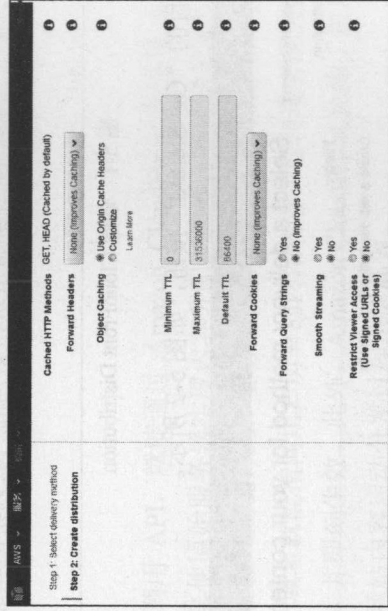 AWS
Step 1: Select delivery method
Step 2: Create distribution
Cached HTTP Methods GET, HEAD (Cached by default)
Forward Headers None (Improves Caching)
Object Caching Use Origin Cache Headers
Customize
Learn More
Minimum TTL 0
Maximum TTL 31536000
Default TTL 86400
Forward Cookies None (Improves Caching)
Forward Query Strings Yes
No (Improves Caching)
Smooth Streaming Yes
No
Restrict Viewer Access Yes
(Use Signed URLs or No
Signed Cookies)